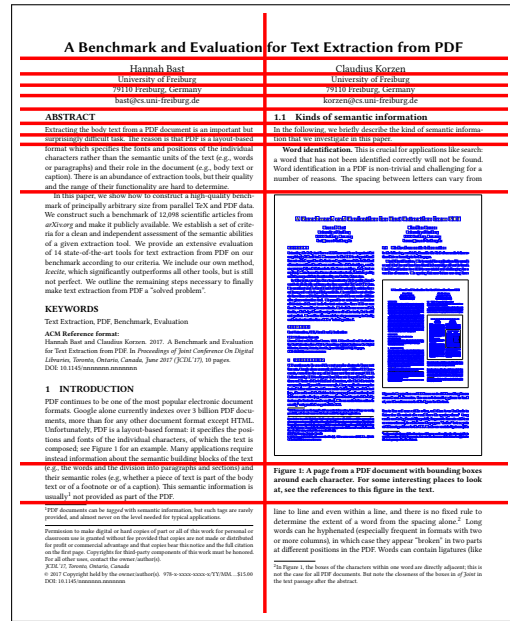 A Benchmark and Evaluation for Text Extraction from PDF
Hannah Bast
University of Freiburg
79110 Freiburg, Germany
bast@cs.uni-freiburg.de
Claudius Korzen
University of Freiburg
79110 Freiburg, Germany
korzen@cs.uni-freiburg.de
ABSTRACT
Extracting the body text from a PDF document is an important but
surprisingly difficult task. The reason is that PDF is a layout-based
format which specifies the fonts and positions of the individual
characters rather than the semantic units of the text (e.g., words
or paragraphs) and their role in the document (e.g., body text or
caption). There is an abundance of extraction tools, but their quality
and the range of their functionality are hard to determine.
In this paper, we show how to construct a high-quality bench-
mark of principally arbitrary size from parallel TeX and PDF data.
We construct such a benchmark of 12,098 scientific articles from
arXiv.org and make it publicly available. We establish a set of crite-
ria for a clean and independent assessment of the semantic abilities
of a given extraction tool. We provide an extensive evaluation
of 14 state-of-the-art tools for text extraction from PDF on our
benchmark according to our criteria. We include our own method,
Icecite, which significantly outperforms all other tools, but is still
not perfect. We outline the remaining steps necessary to finally
make text extraction from PDF a "solved problem".
KEYWORDS
Text Extraction, PDF, Benchmark, Evaluation
ACM Reference format:
Hannah Bast and Claudius Korzen. 2017. A Benchmark and Evaluation
for Text Extraction from PDF. In Proceedings of Joint Conference On Digital
Libraries, Toronto, Ontario, Canada, June 2017 (JCDL'17), 10 pages.
DOI: 10.1145/nnnnnnn.nnnnnnn
1 INTRODUCTION
PDF continues to be one of the most popular electronic document
formats. Google alone currently indexes over 3 billion PDF docu-
ments, more than for any other document format except HTML.
Unfortunately, PDF is a layout-based format: it specifies the posi-
tions and fonts of the individual characters, of which the text is
composed; see Figure 1 for an example. Many applications require
instead information about the semantic building blocks of the text
(e.g., the words and the division into paragraphs and sections) and
their semantic roles (e.g., whether a piece of text is part of the body
text or of a footnote or of a caption). This semantic information is
usually1 not provided as part of the PDF.
1PDF documents can be tagged with semantic information, but such tags are rarely
provided, and almost never on the level needed for typical applications.
Permission to make digital or hard copies of part or all of this work for personal or
classroom use is granted without fee provided that copies are not made or distributed
for profit or commercial advantage and that copies bear this notice and the full citation
on the first page. Copyrights for third-party components of this work must be honored.
For all other uses, contact the owner/author(s).
JCDL'17, Toronto, Ontario, Canada
© 2017 Copyright held by the owner/author(s). 978-x-xxxx-xxxx-x/YY/MM...$15.00
DOI: 10.1145/nnnnnnn.nnnnnnn
1.1 Kinds of semantic information
In the following, we briefly describe the kind of semantic informa-
tion that we investigate in this paper.
Word identification. This is crucial for applications like search:
a word that has not been identified correctly will not be found.
Word identification in a PDF is non-trivial and challenging for a
number of reasons. The spacing between letters can vary from
Figure 1: A page from a PDF document with bounding boxes
around each character. For some interesting places to look
at, see the references to this figure in the text.
line to line and even within a line, and there is no fixed rule to
determine the extent of a word from the spacing alone.2 Long
words can be hyphenated (especially frequent in formats with two
or more columns), in which case they appear "broken" in two parts
at different positions in the PDF. Words can contain ligatures (like
2In Figure 1, the boxes of the characters within one word are directly adjacent; this is
not the case for all PDF documents. But note the closeness of the boxes in of Joint in
the text passage after the abstract.